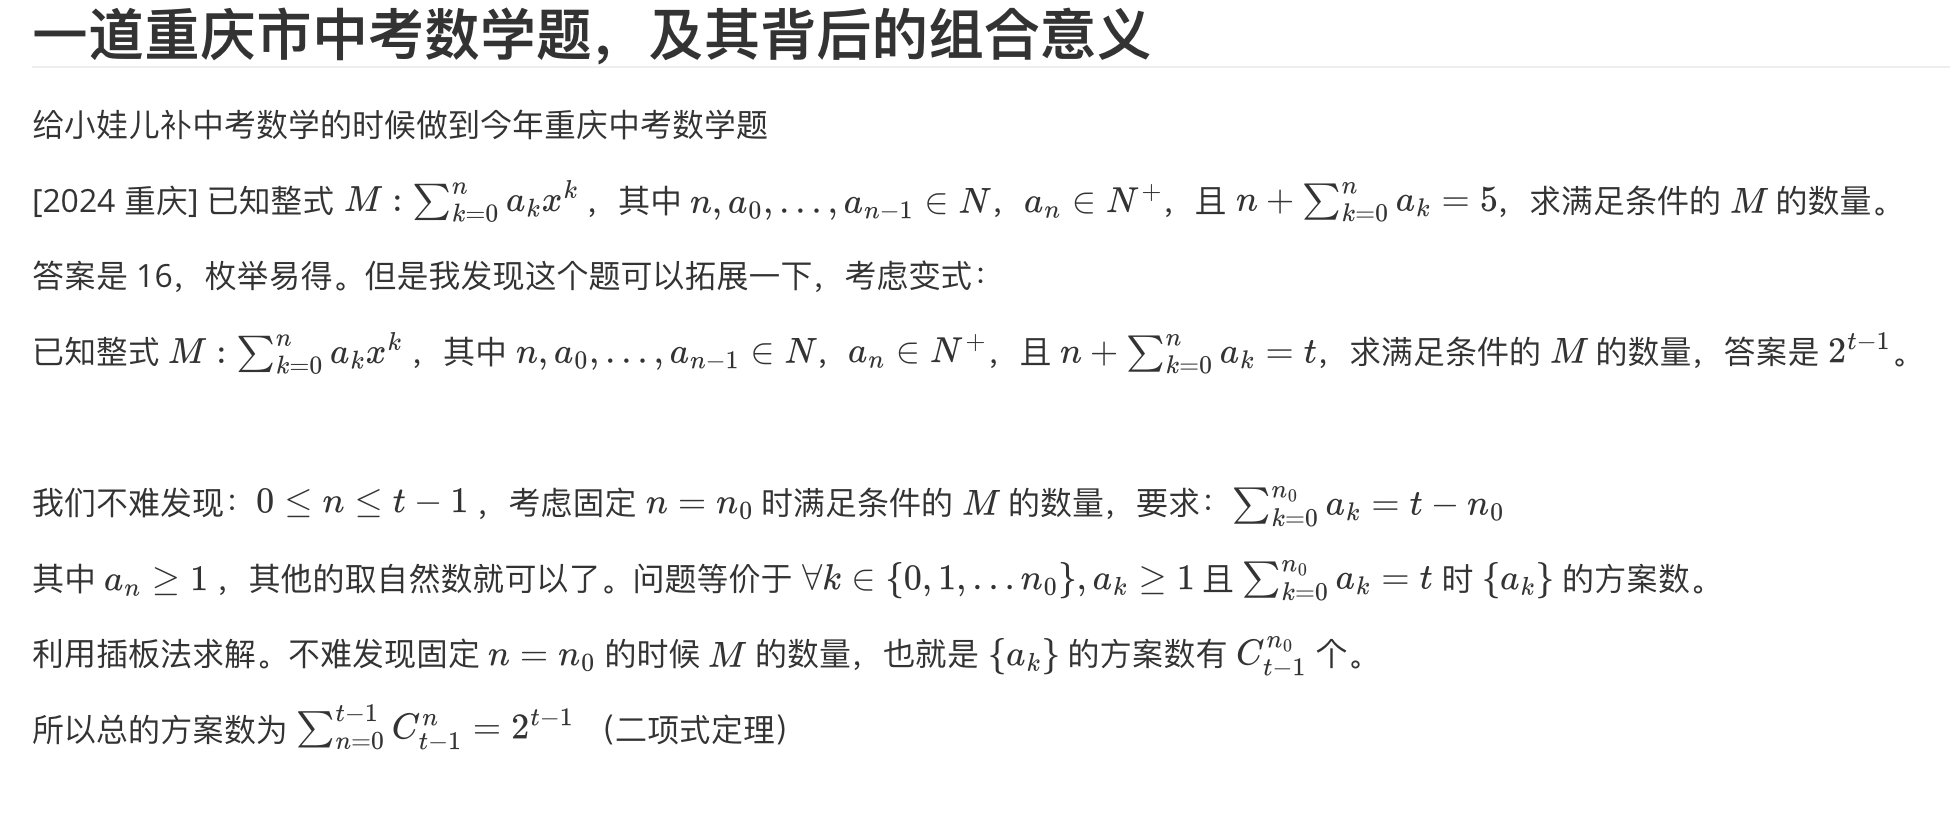 一道重庆市中考数学题，及其背后的组合意义
给小娃儿补中考数学的时候做到今年重庆中考数学题
[2024 重庆] 已知整式 $M : \sum_{k=0}^{n} a_k x^k$ ，其中 $n, a_0, \ldots, a_{n-1} \in N$，$a_n \in N^+$，且 $n + \sum_{k=0}^{n} a_k = 5$，求满足条件的 $M$ 的数量。
答案是 16，枚举易得。但是我发现这个题可以拓展一下，考虑变式：
已知整式 $M : \sum_{k=0}^{n} a_k x^k$ ，其中 $n, a_0, \ldots, a_{n-1} \in N$，$a_n \in N^+$，且 $n + \sum_{k=0}^{n} a_k = t$，求满足条件的 $M$ 的数量，答案是 $2^{t-1}$。
我们不难发现：$0 \leq n \leq t - 1$ ，考虑固定 $n = n_0$ 时满足条件的 $M$ 的数量，要求：$\sum_{k=0}^{n_0} a_k = t - n_0$
其中 $a_n \geq 1$ ，其他的取自然数就可以了。问题等价于 $\forall k \in \{0, 1, \ldots n_0\}, a_k \geq 1$ 且 $\sum_{k=0}^{n_0} a_k = t$ 时 $\{a_k\}$ 的方案数。
利用插板法求解。不难发现固定 $n = n_0$ 的时候 $M$ 的数量，也就是 $\{a_k\}$ 的方案数有 $C_{t-1}^{n_0}$ 个。
所以总的方案数为 $\sum_{n=0}^{t-1} C_{t-1}^{n} = 2^{t-1}$ （二项式定理）